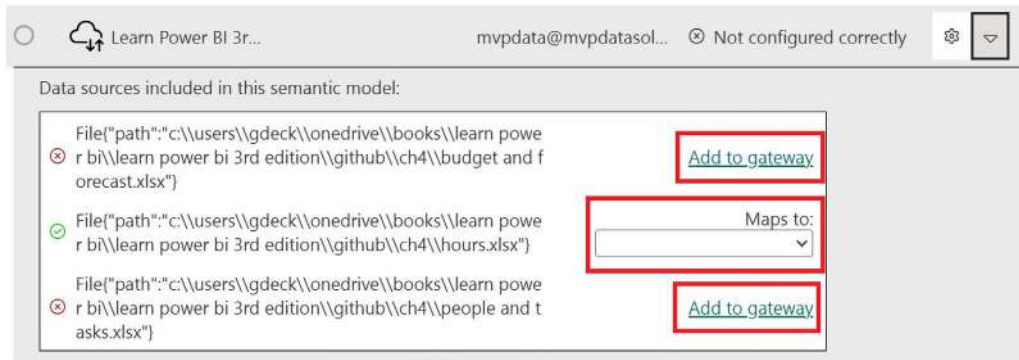 Learn Power BI 3r... mvpdata@mvpdatasol... Not configured correctly
Data sources included in this semantic model:
File{"path":"c:\\users\\gdeck\\onedrive\\books\\learn powe
r bi\\learn power bi 3rd edition\\github\\ch4\\budget and f
orecast.xlsx"}
Add to gateway
File{"path":"c:\\users\\gdeck\\onedrive\\books\\learn powe
r bi\\learn power bi 3rd edition\\github\\ch4\\hours.xlsx"}
Maps to:
File{"path":"c:\\users\\gdeck\\onedrive\\books\\learn powe
r bi\\learn power bi 3rd edition\\github\\ch4\\people and t
asks.xlsx"}
Add to gateway